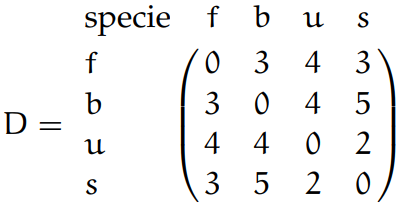 specie f b u s
f 0 3 4 3
D = b 3 0 4 5
u 4 4 0 2
s 3 5 2 0